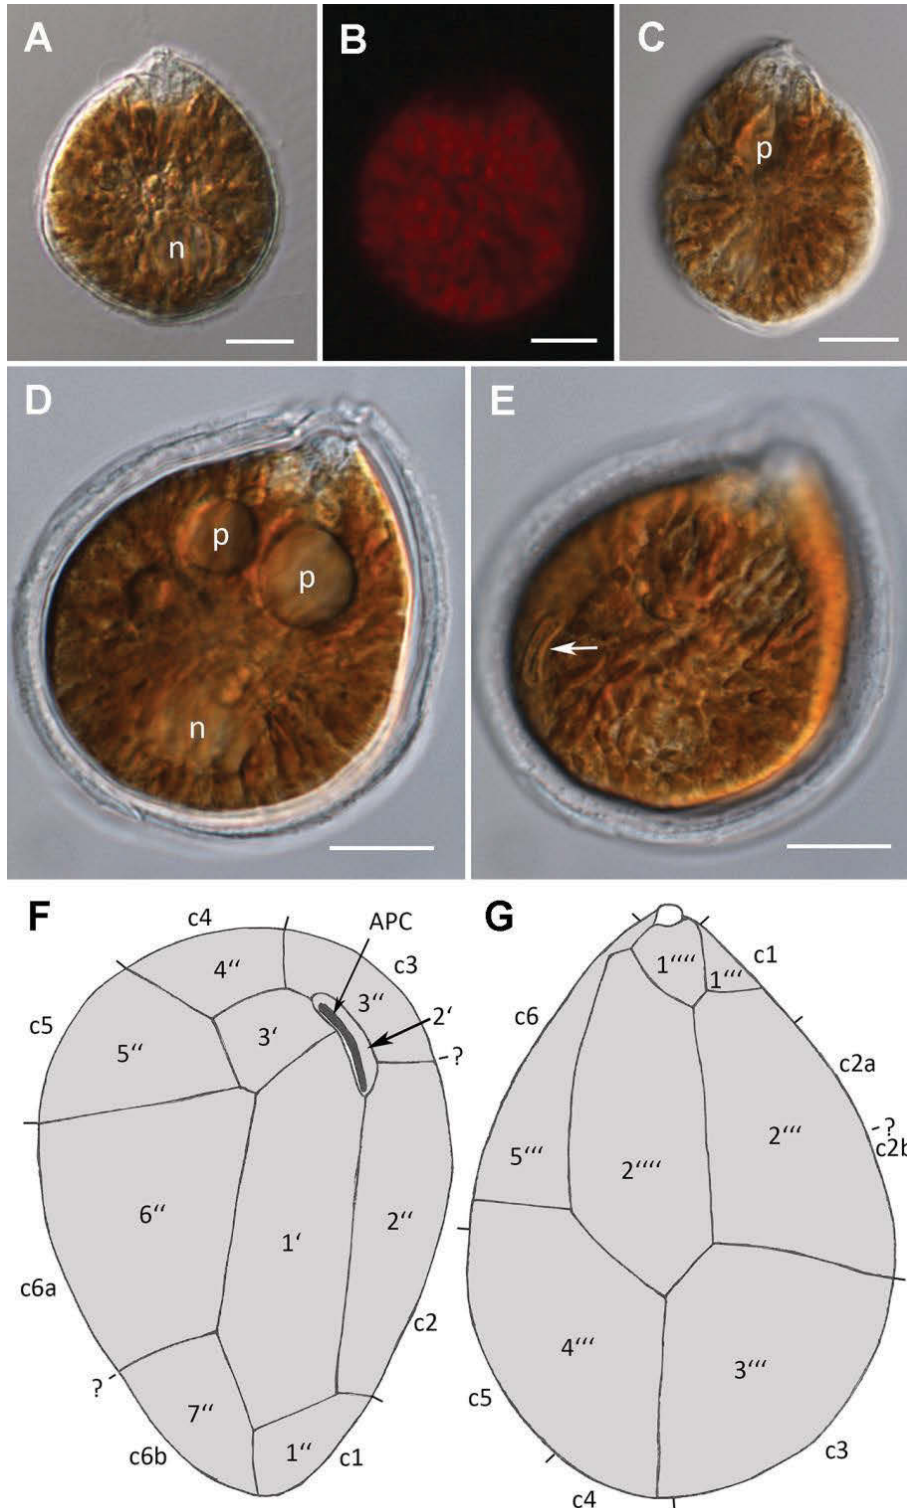 A
B
C
n
p
D
E
p
p
n
F
c4
APC
G
4‘‘
c3
3‘‘
1‘‘‘‘
c1
1‘‘‘
c5
3‘
2‘
c6
5‘‘
?
c2a
?
2‘‘‘
c2b
6‘‘
5‘‘‘
2‘‘‘‘
2‘‘
1‘
c6a
c2
4‘‘‘
3‘‘‘
?
7‘‘
c5
c6b
1‘‘
c1
c3
c4